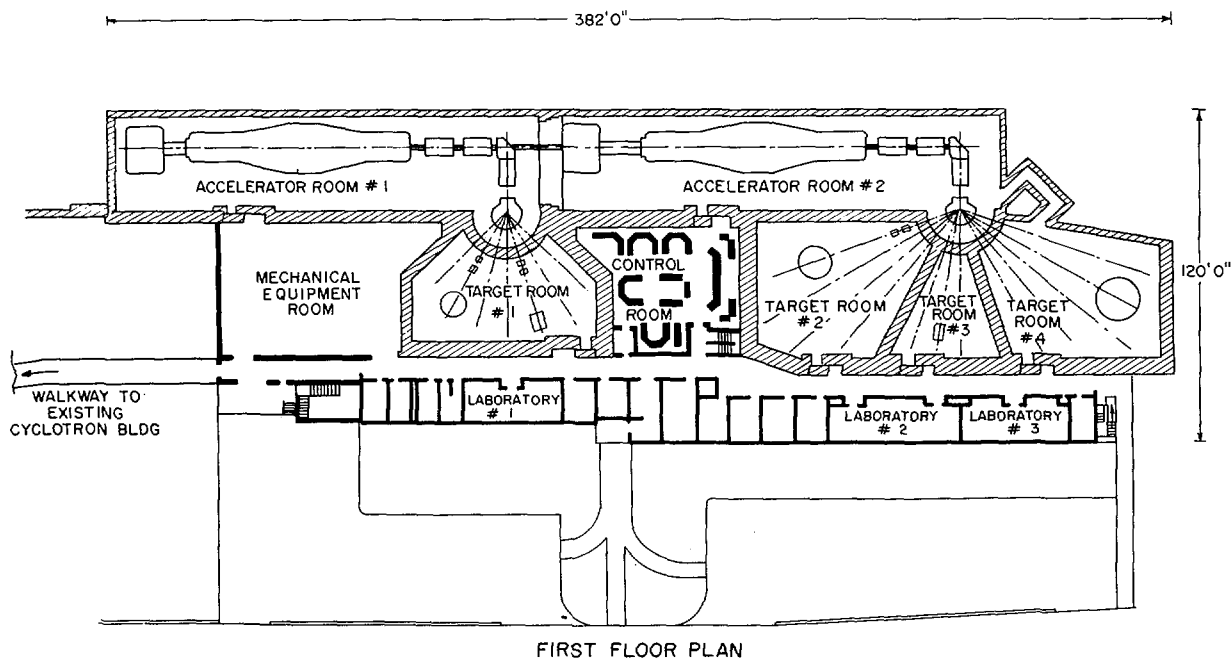 382'0"
ACCELERATOR ROOM #1
ACCELERATOR ROOM #2
MECHANICAL
EQUIPMENT
ROOM
TARGET ROOM
#1
CONTROL
ROOM
TARGET ROOM
#2
TARGET
ROOM
#3
TARGET
ROOM
#4
120'0"
WALKWAY TO
EXISTING
CYCLOTRON BLDG
LABORATORY
# 1
LABORATORY
# 2
LABORATORY
# 3
FIRST FLOOR PLAN